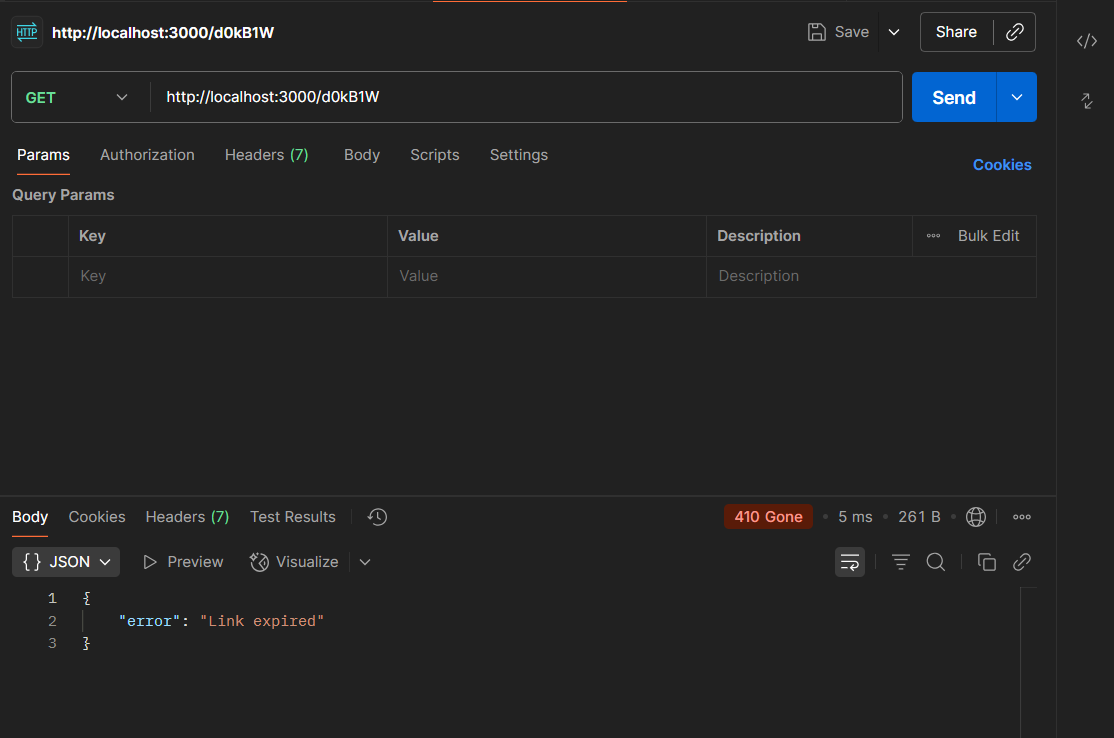 HTTP http://localhost:3000/d0kB1W Save Share
GET http://localhost:3000/d0kB1W Send
Params Authorization Headers (7) Body Scripts Settings Cookies
Query Params
Key Value Description Bulk Edit
Key Value Description
Body Cookies Headers (7) Test Results 410 Gone • 5 ms • 261 B •
{} JSON Preview Visualize
1 {
2 "error": "Link expired"
3 }